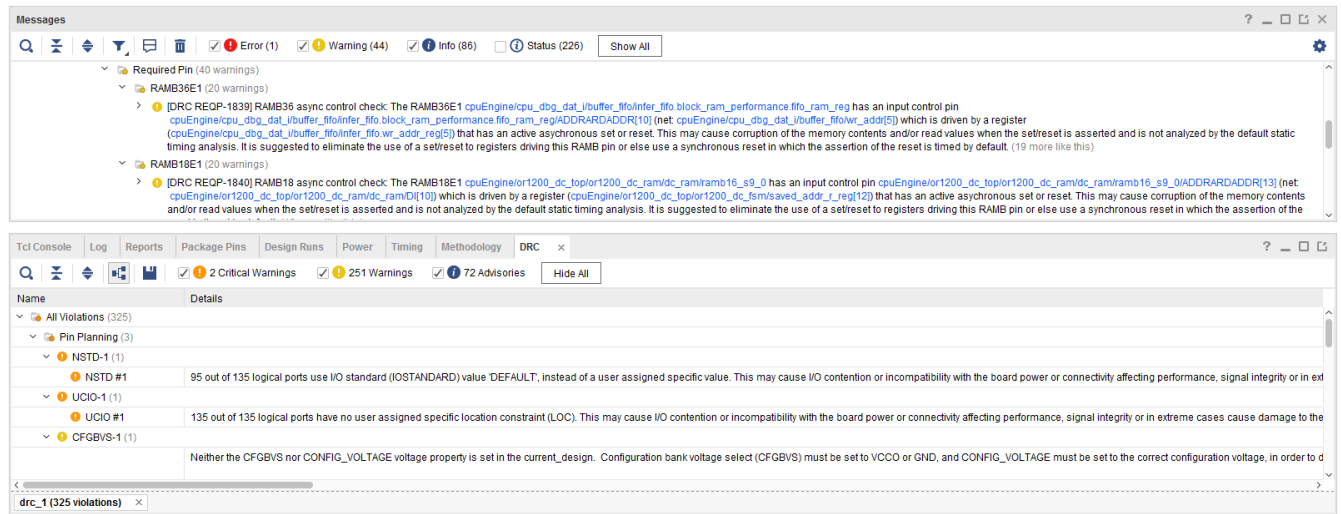 Messages
Error (1) Warning (44) Info (86) Status (226) Show All
Required Pin (40 warnings)
RAMB36E1 (20 warnings)
[DRC REQP-1839] RAMB36 async control check: The RAMB36E1 cpuEngine/cpu_dbg_dat_i/buffer_fifo/infer_fifo.block_ram_performance.fifo_ram_reg has an input control pin
cpuEngine/cpu_dbg_dat_i/buffer_fifo/infer_fifo.block_ram_performance.fifo_ram_reg/ADDRARDADDR[10] (net: cpuEngine/cpu_dbg_dat_i/buffer_fifo/wr_addr[5]) which is driven by a register
(cpuEngine/cpu_dbg_dat_i/buffer_fifo/infer_fifo.wr_addr_reg[5]) that has an active asychronous set or reset. This may cause corruption of the memory contents and/or read values when the set/reset is asserted and is not analyzed by the default static
timing analysis. It is suggested to eliminate the use of a set/reset to registers driving this RAMB pin or else use a synchronous reset in which the assertion of the reset is timed by default. (19 more like this)
RAMB18E1 (20 warnings)
[DRC REQP-1840] RAMB18 async control check: The RAMB18E1 cpuEngine/or1200_dc_top/or1200_dc_ram/dc_ram/ramb16_s9_0 has an input control pin cpuEngine/or1200_dc_top/or1200_dc_ram/dc_ram/ramb16_s9_0/ADDRARDADDR[13] (net:
cpuEngine/or1200_dc_top/or1200_dc_ram/dc_ram/DI[10]) which is driven by a register (cpuEngine/or1200_dc_top/or1200_dc_fsm/saved_addr_r_reg[12]) that has an active asychronous set or reset. This may cause corruption of the memory contents
and/or read values when the set/reset is asserted and is not analyzed by the default static timing analysis. It is suggested to eliminate the use of a set/reset to registers driving this RAMB pin or else use a synchronous reset in which the assertion of the
Tcl Console Log Reports Package Pins Design Runs Power Timing Methodology DRC
2 Critical Warnings 251 Warnings 72 Advisories Hide All
Name Details
All Violations (325)
Pin Planning (3)
NSTD-1 (1)
NSTD #1 95 out of 135 logical ports use I/O standard (IOSTANDARD) value 'DEFAULT', instead of a user assigned specific value. This may cause I/O contention or incompatibility with the board power or connectivity affecting performance, signal integrity or in ext
UCIO-1 (1)
UCIO #1 135 out of 135 logical ports have no user assigned specific location constraint (LOC). This may cause I/O contention or incompatibility with the board power or connectivity affecting performance, signal integrity or in extreme cases cause damage to the
CFGBVS-1 (1)
Neither the CFGBVS nor CONFIG_VOLTAGE voltage property is set in the current_design. Configuration bank voltage select (CFGBVS) must be set to VCCO or GND, and CONFIG_VOLTAGE must be set to the correct configuration voltage, in order to d
drc_1 (325 violations)